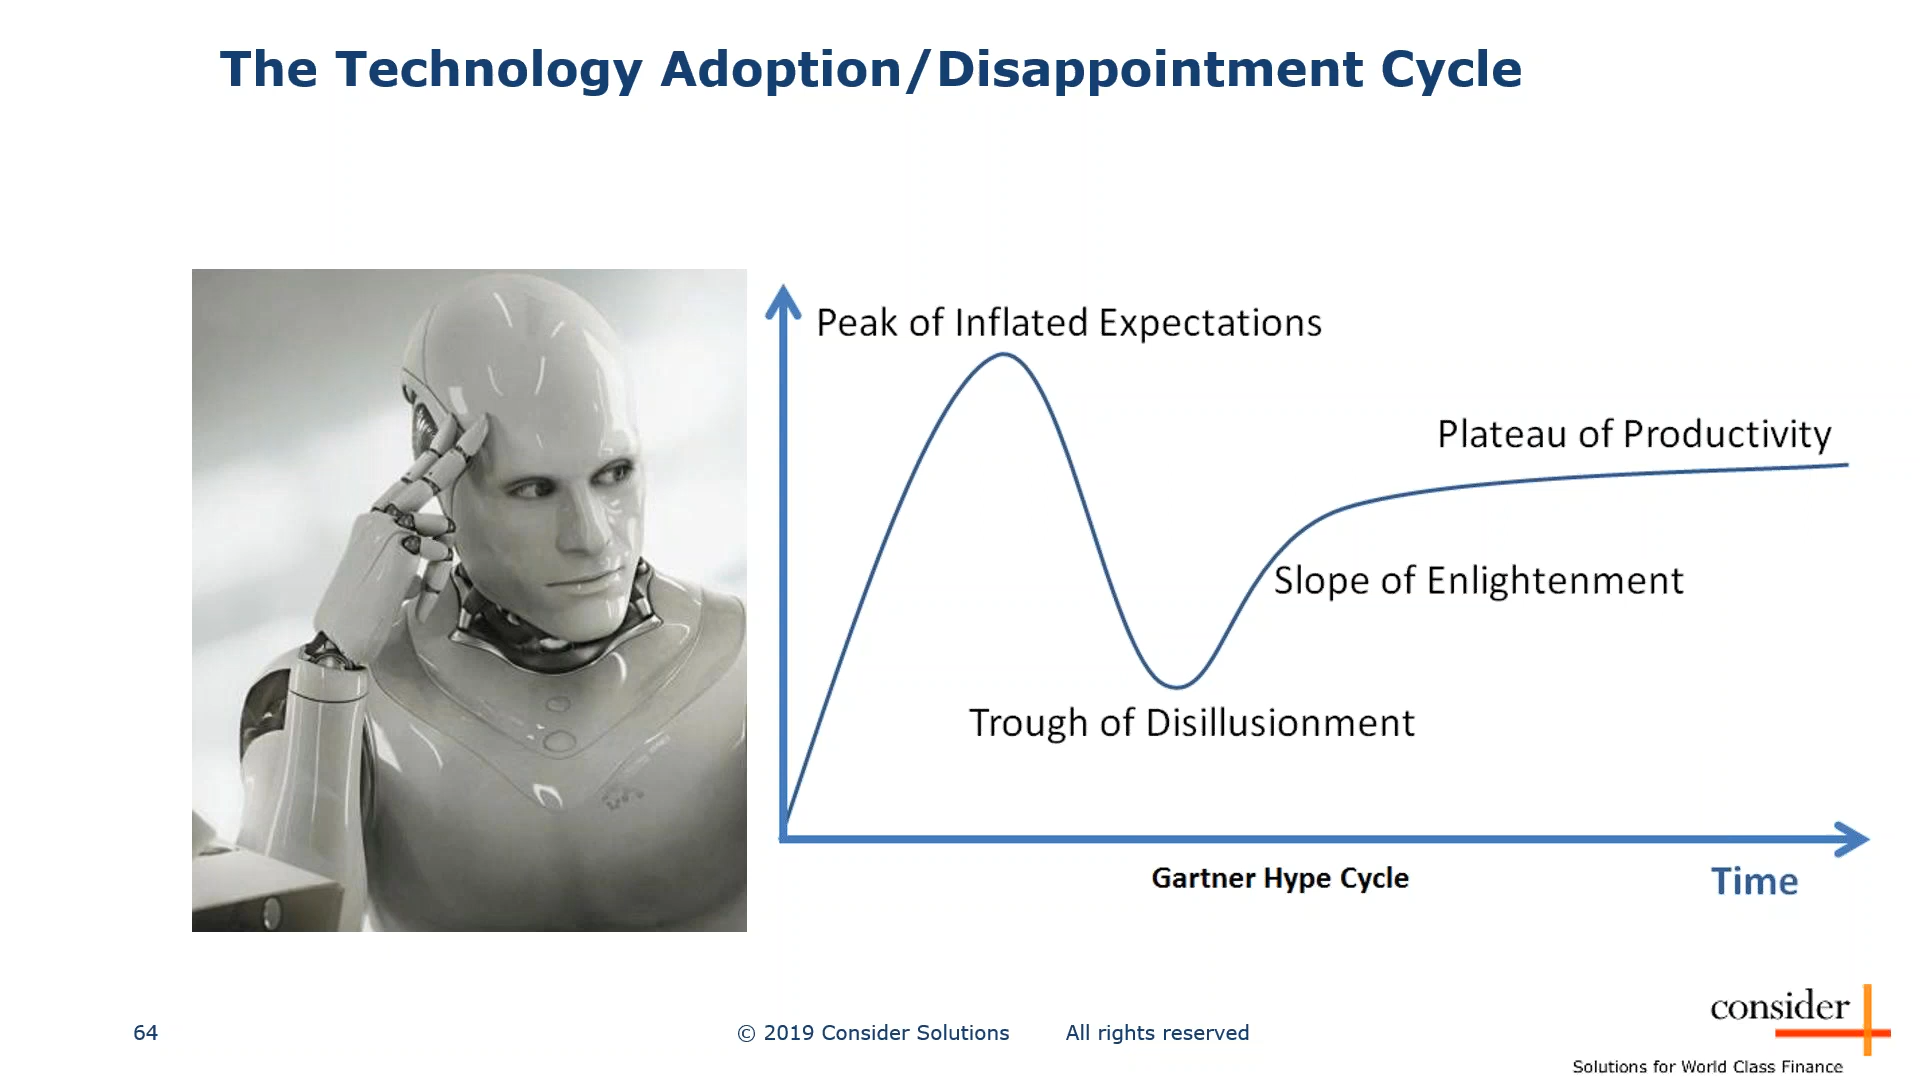 The Technology Adoption/Disappointment Cycle
Peak of Inflated Expectations
Plateau of Productivity
Slope of Enlightenment
Trough of Disillusionment
Gartner Hype Cycle
Time
64
© 2019 Consider Solutions All rights reserved
consider
Solutions for World Class Finance